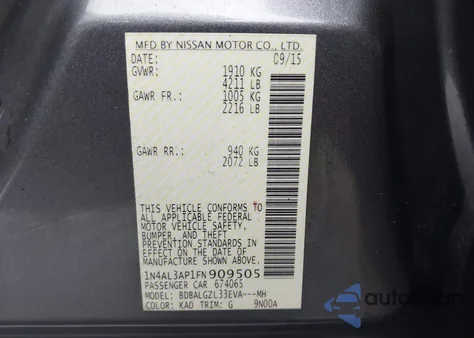 MFD BY NISSAN MOTOR CO., LTD.
DATE: 09/15
GVWR: 1910 KG
4211 LB
GAWR FR.: 1005 KG
2216 LB
GAWR RR.: 940 KG
2072 LB
THIS VEHICLE CONFORMS TO
ALL APPLICABLE FEDERAL
MOTOR VEHICLE SAFETY,
BUMPER, AND THEFT
PREVENTION STANDARDS IN
EFFECT ON THE DATE OF
MANUFACTURE SHOWN ABOVE.
1N4AL3AP1FN909505
PASSENGER CAR 674065
MODEL: BDBALGZL33EVA---MH
COLOR: KAD TRIM: G 9N00A
autohelperbot.com